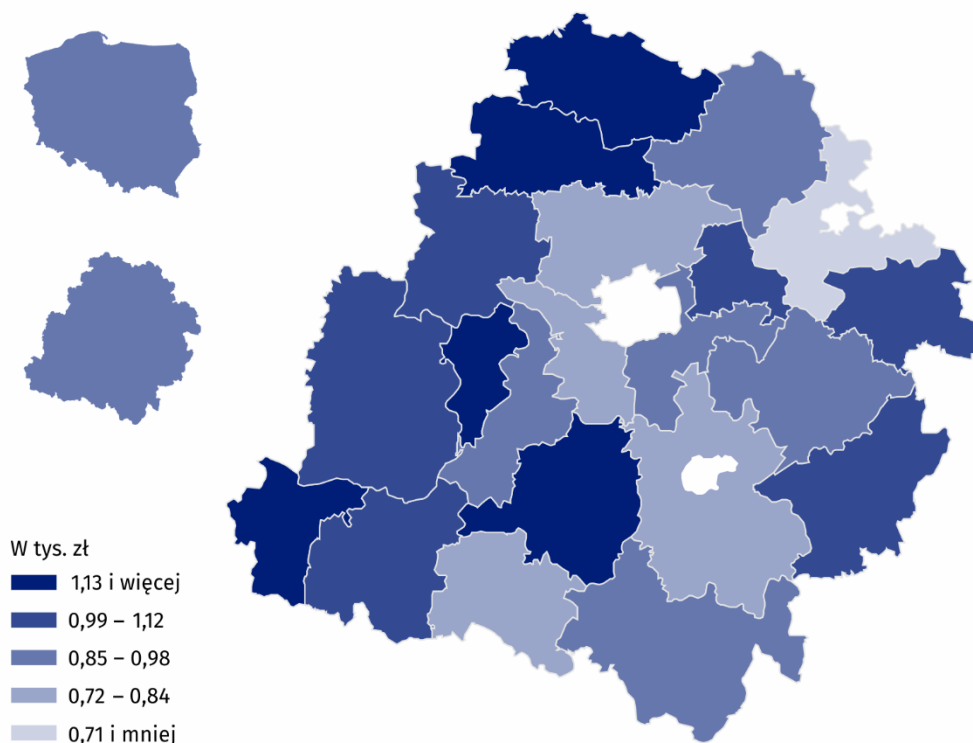 W tys. zł
1,13 i więcej
0,99 – 1,12
0,85 – 0,98
0,72 – 0,84
0,71 i mniej